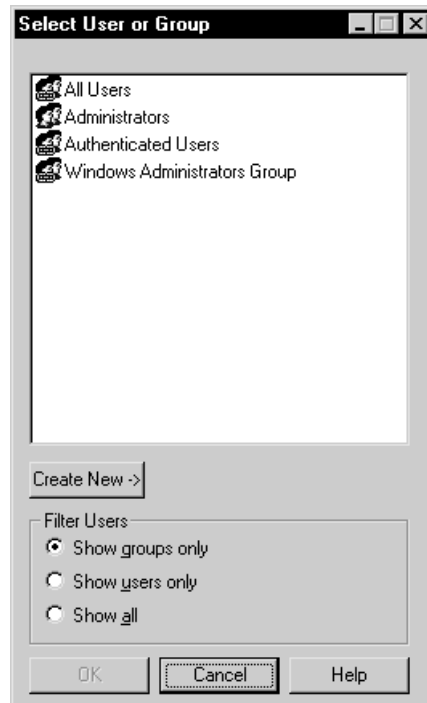 Select User or Group
All Users
Administrators
Authenticated Users
Windows Administrators Group
Create New ->
Filter Users
Show groups only
Show users only
Show all
OK Cancel Help